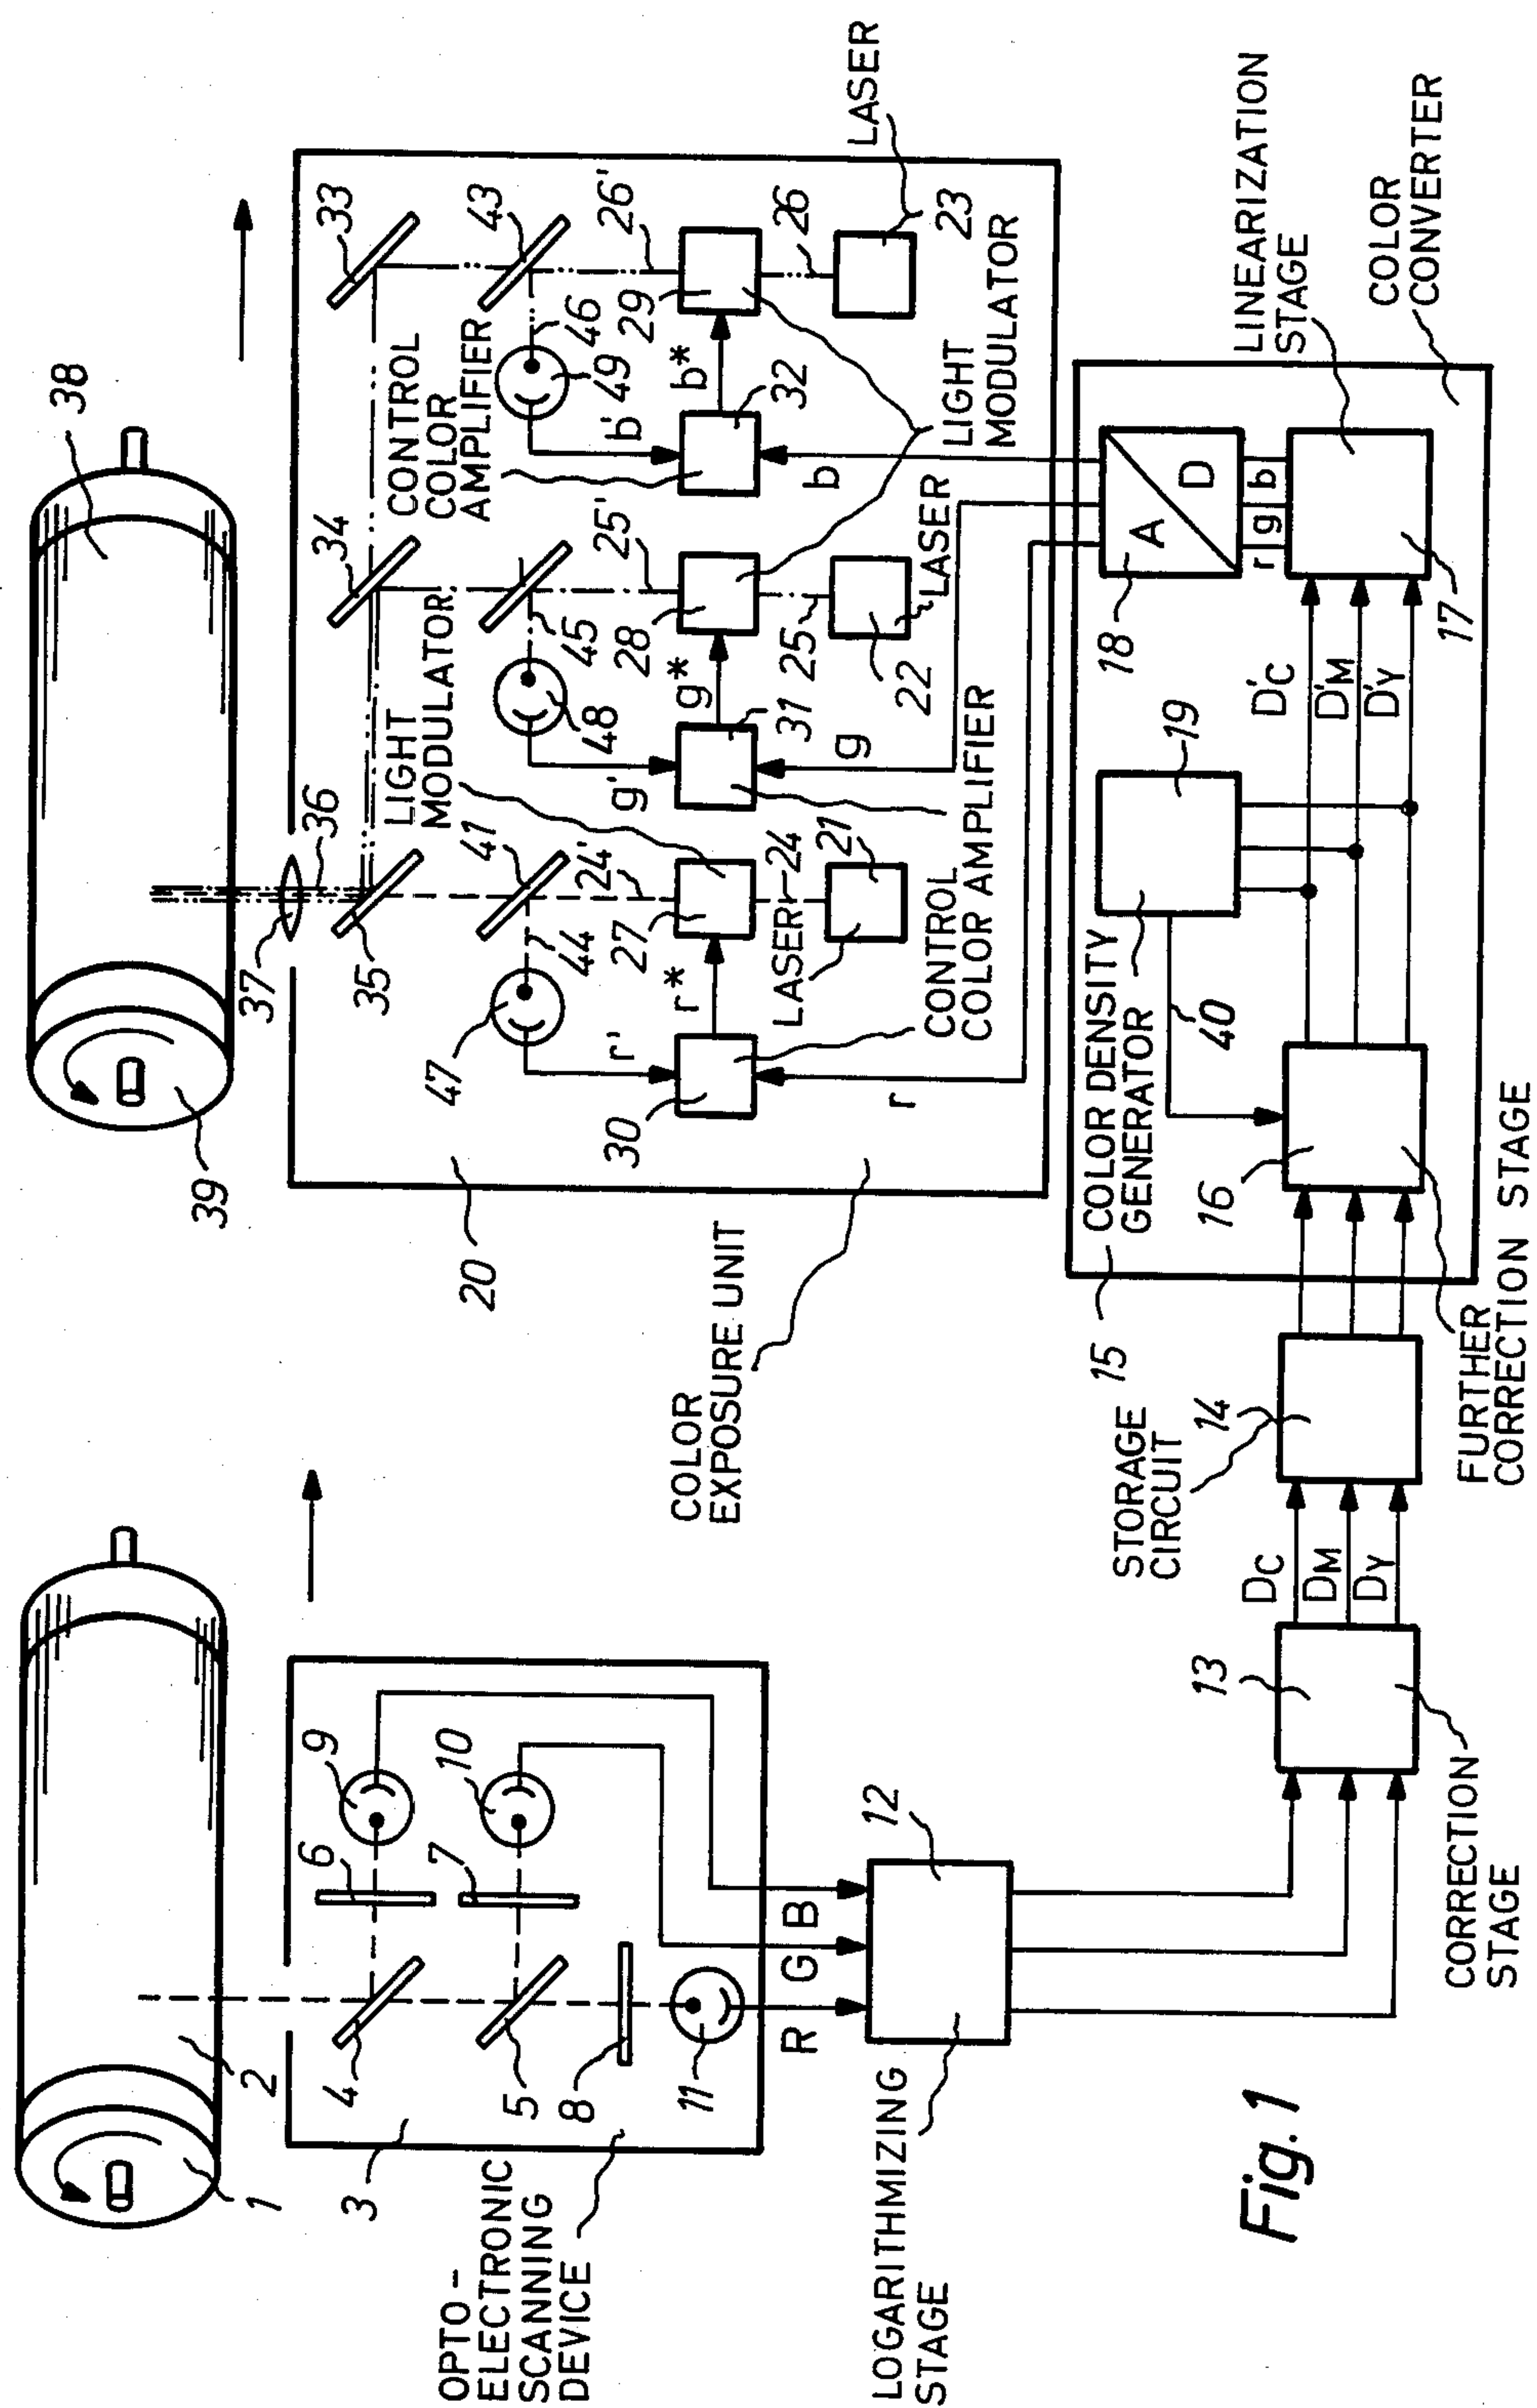 1
2
3
OPTO-
ELECTRONIC
SCANNING
DEVICE
4
5
6
7
8
9
10
11
R
G
B
12
LOGARITHMIZING
STAGE
13
CORRECTION
STAGE
DC
DM
DY
STORAGE
CIRCUIT
14
15
COLOR DENSITY
GENERATOR
16
FURTHER
CORRECTION STAGE
40
19
D'C
D'M
D'Y
17
18
A
D
r
g
b
LINEARIZATION
STAGE
COLOR
CONVERTER
COLOR
EXPOSURE UNIT
20
39
38
37
36
35
34
33
LIGHT
MODULATOR
CONTROL
COLOR
AMPLIFIER
47
44
41
24'
r'
r*
30
27
LASER
24
21
r
CONTROL
COLOR AMPLIFIER
48
45
25'
g'
g*
31
28
25
22
LASER
g
49
46
43
26'
b'
b*
32
29
26
23
LASER
b
LIGHT
MODULATOR
Fig. 1